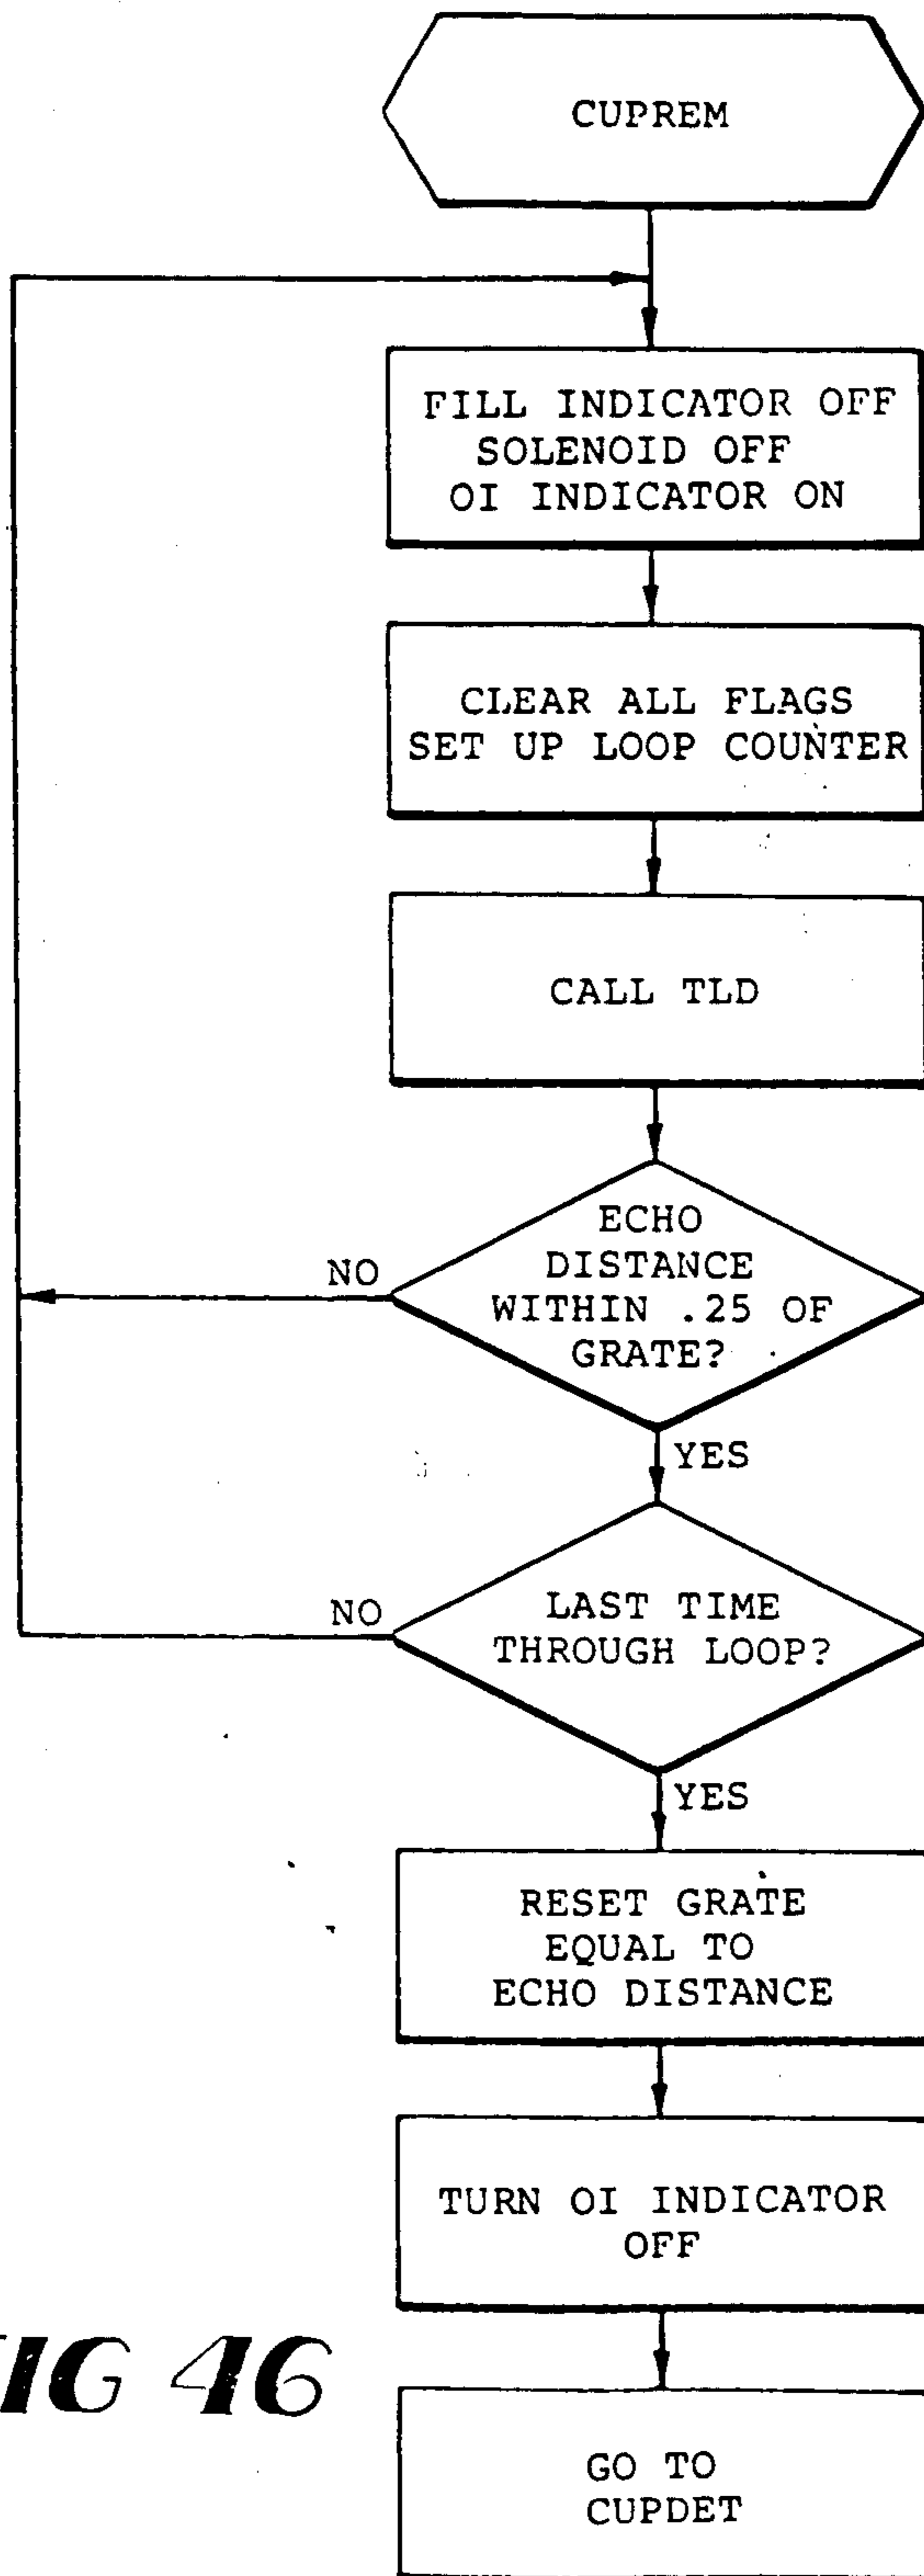 CUPREM
FILL INDICATOR OFF
SOLENOID OFF
OI INDICATOR ON
CLEAR ALL FLAGS
SET UP LOOP COUNTER
CALL TLD
ECHO
DISTANCE
WITHIN .25 OF
GRATE?
NO
YES
LAST TIME
THROUGH LOOP?
NO
YES
RESET GRATE
EQUAL TO
ECHO DISTANCE
TURN OI INDICATOR
OFF
GO TO
CUPDET
IG 46